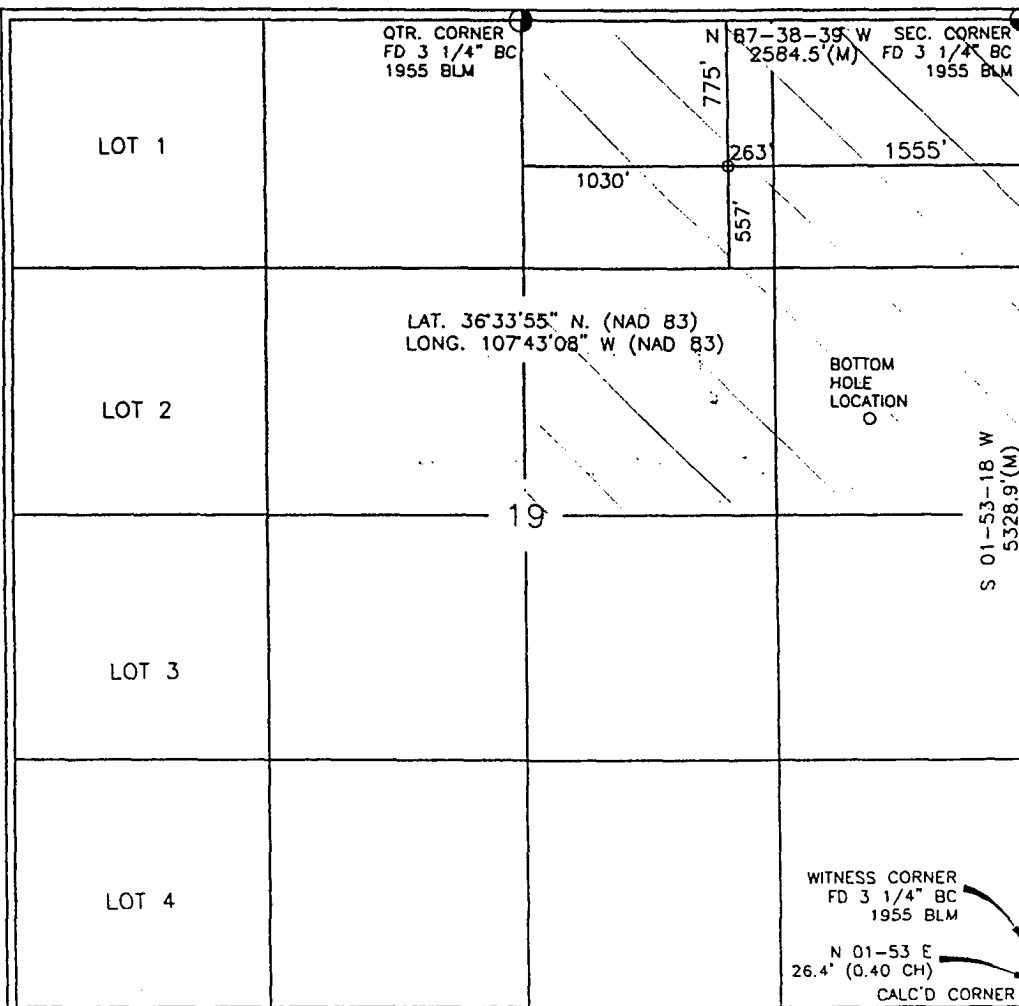 QTR. CORNER
FD 3 1/4" BC
1955 BLM
N 87-38-39 W
2584.5'(M)
SEC. CORNER
FD 3 1/4" BC
1955 BLM
775'
LOT 1
263'
1555'
1030'
557'
LAT. 36°33'55" N. (NAD 83)
LONG. 107°43'08" W (NAD 83)
BOTTOM
HOLE
LOCATION
LOT 2
S 01-53-18 W
5328.9'(M)
19
LOT 3
WITNESS CORNER
FD 3 1/4" BC
1955 BLM
LOT 4
N 01-53 E
26.4' (0.40 CH)
CALC'D CORNER